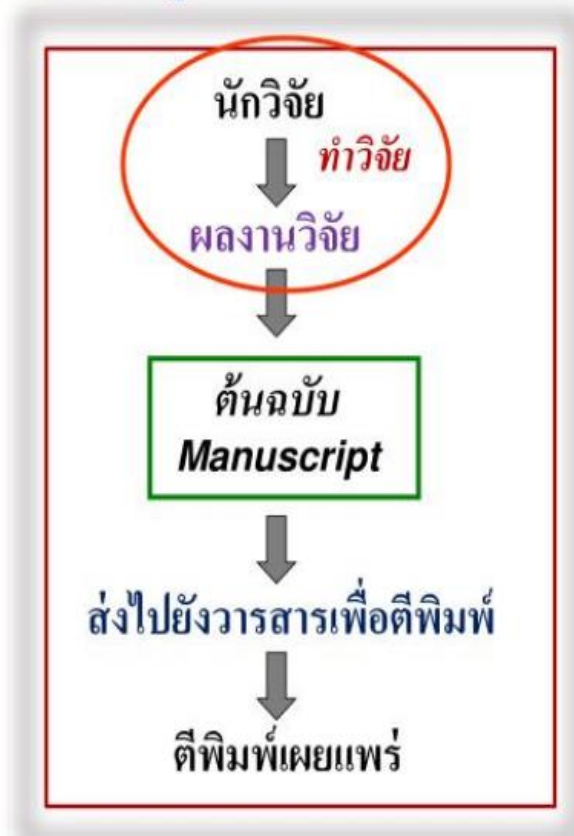 นักวิจัย
ทำวิจัย
ผลงานวิจัย
ต้นฉบับ
Manuscript
ส่งไปยังวารสารเพื่อตีพิมพ์
ตีพิมพ์เผยแพร่